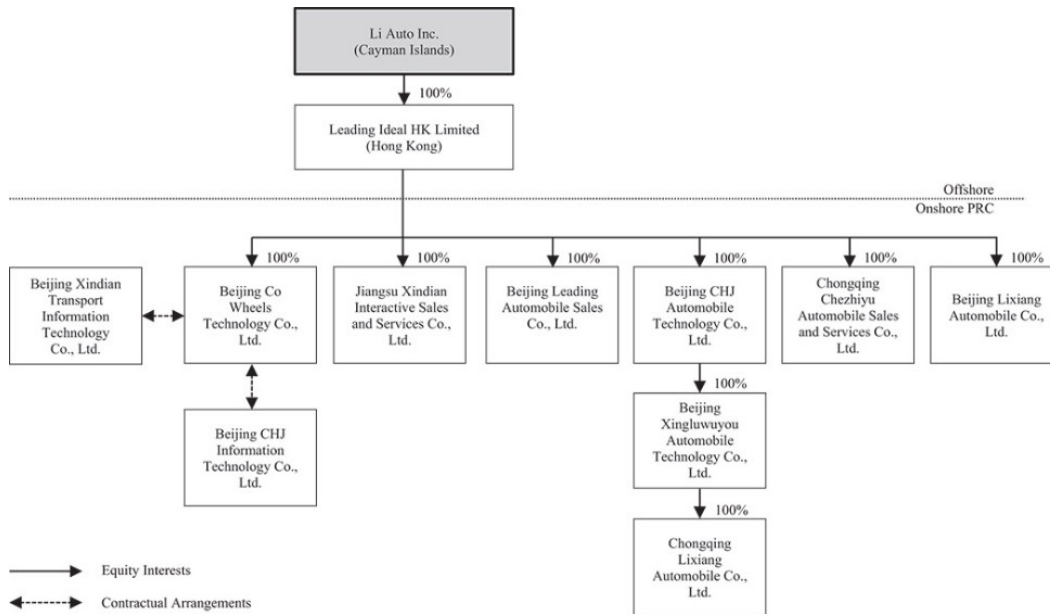 Li Auto Inc.
(Cayman Islands)
100%
Leading Ideal HK Limited
(Hong Kong)
Offshore
Onshore PRC
100%
100%
100%
100%
100%
100%
Beijing Xindian
Transport
Information
Technology
Co., Ltd.
Beijing Co
Wheels
Technology Co.,
Ltd.
Jiangsu Xindian
Interactive Sales
and Services Co.,
Ltd.
Beijing Leading
Automobile Sales
Co., Ltd.
Beijing CHJ
Automobile
Technology Co.,
Ltd.
Chongqing
Chezhiyu
Automobile Sales
and Services Co.,
Ltd.
Beijing Lixiang
Automobile Co.,
Ltd.
100%
Beijing CHJ
Information
Technology Co.,
Ltd.
Beijing
Xingluwuyou
Automobile
Technology Co.,
Ltd.
100%
Chongqing
Lixiang
Automobile Co.,
Ltd.
Equity Interests
Contractual Arrangements